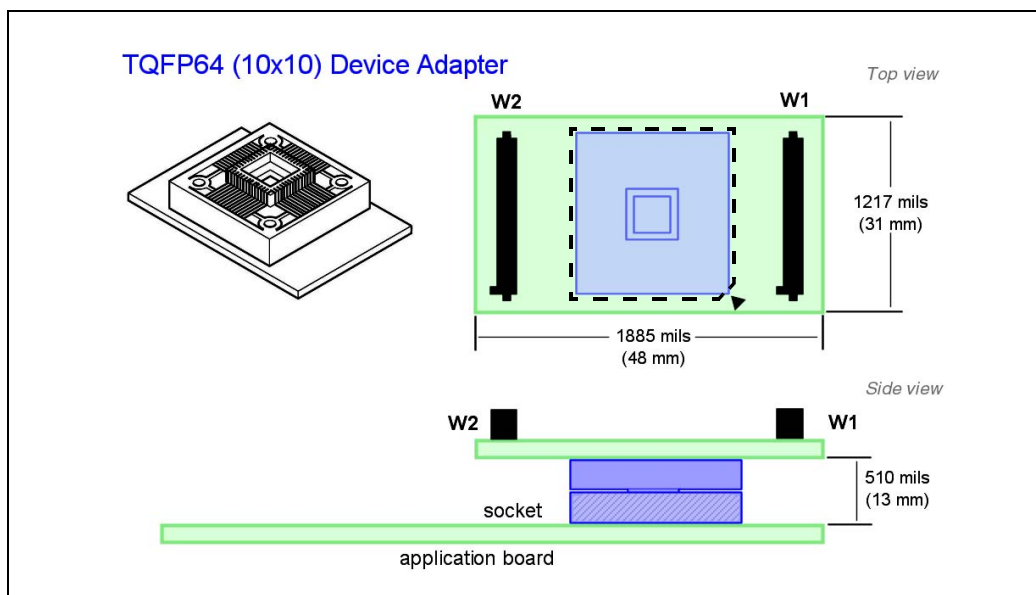 TQFP64 (10x10) Device Adapter
Top view
W2
W1
1217 mils
(31 mm)
1885 mils
(48 mm)
Side view
W2
W1
510 mils
(13 mm)
socket
application board